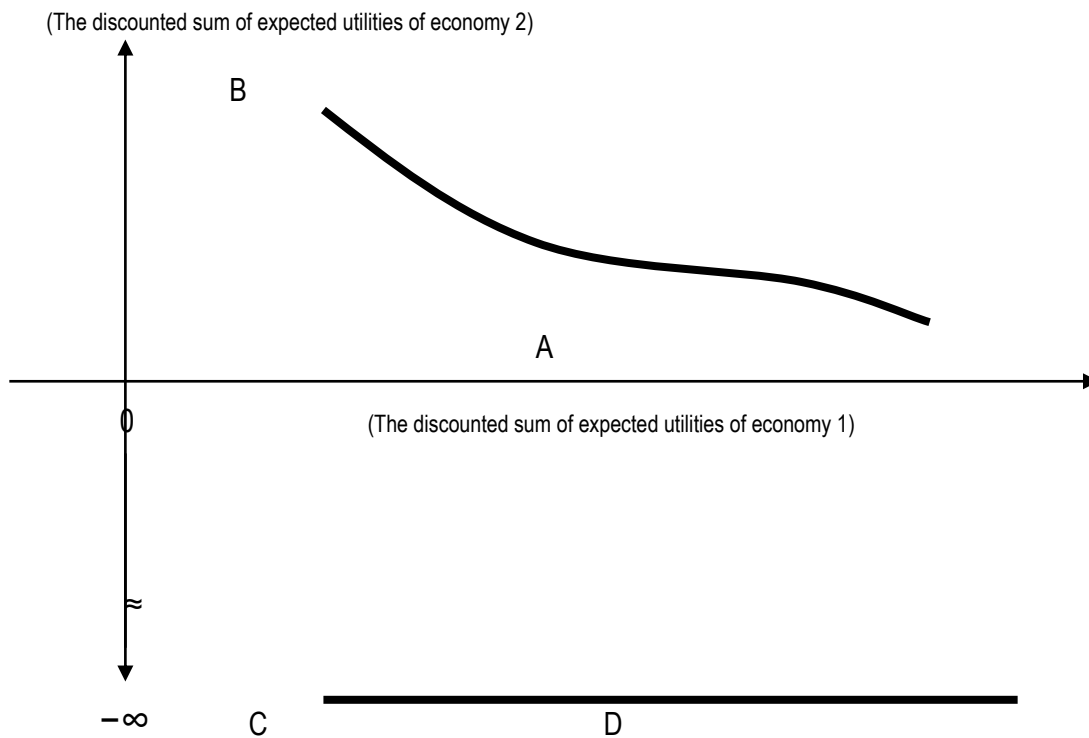 (The discounted sum of expected utilities of economy 2)
B
A
0
(The discounted sum of expected utilities of economy 1)
≈
−∞
C
D